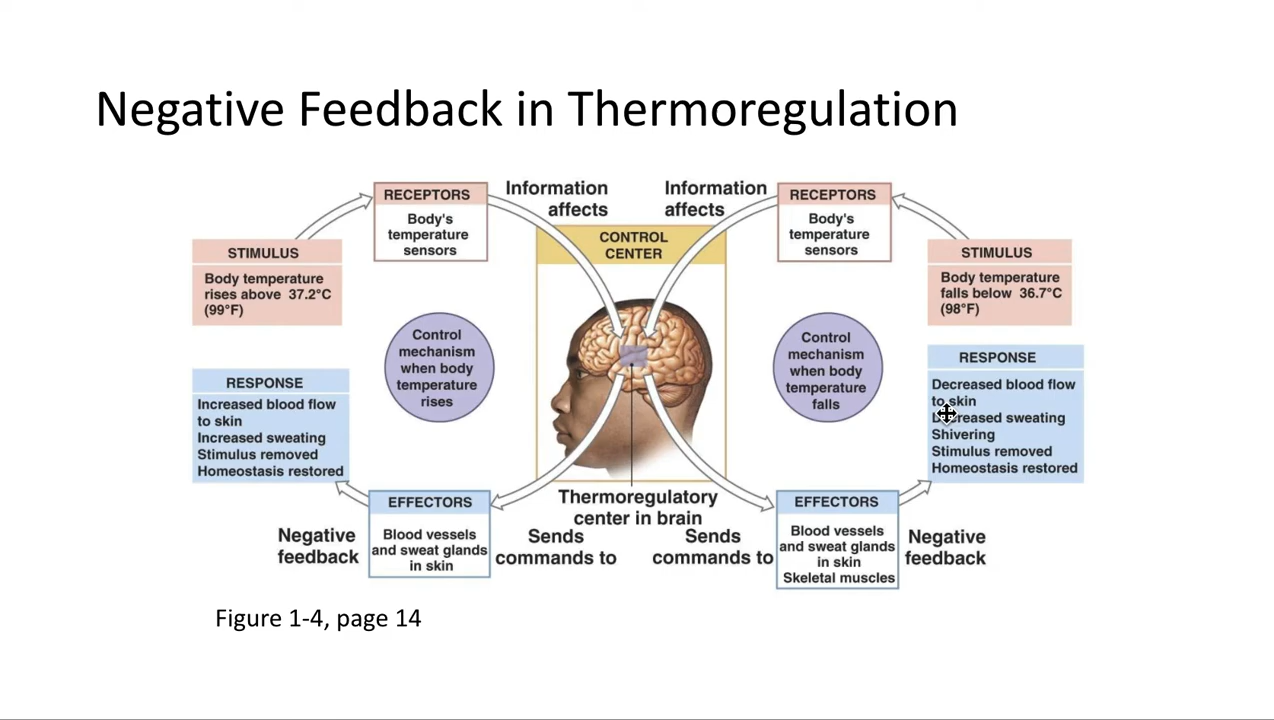 Negative Feedback in Thermoregulation
RECEPTORS
Body's
temperature
sensors
Information
affects
Information
affects
RECEPTORS
Body's
temperature
sensors
CONTROL
CENTER
STIMULUS
Body temperature
rises above 37.2°C
(99°F)
STIMULUS
Body temperature
falls below 36.7°C
(98°F)
Control
mechanism
when body
temperature
rises
Control
mechanism
when body
temperature
falls
RESPONSE
Increased blood flow
to skin
Increased sweating
Stimulus removed
Homeostasis restored
RESPONSE
Decreased blood flow
to skin
Decreased sweating
Shivering
Stimulus removed
Homeostasis restored
Thermoregulatory
center in brain
EFFECTORS
Blood vessels
and sweat glands
in skin
Negative
feedback
Sends
commands to
Sends
commands to
EFFECTORS
Blood vessels
and sweat glands
in skin
Skeletal muscles
Negative
feedback
Figure 1-4, page 14